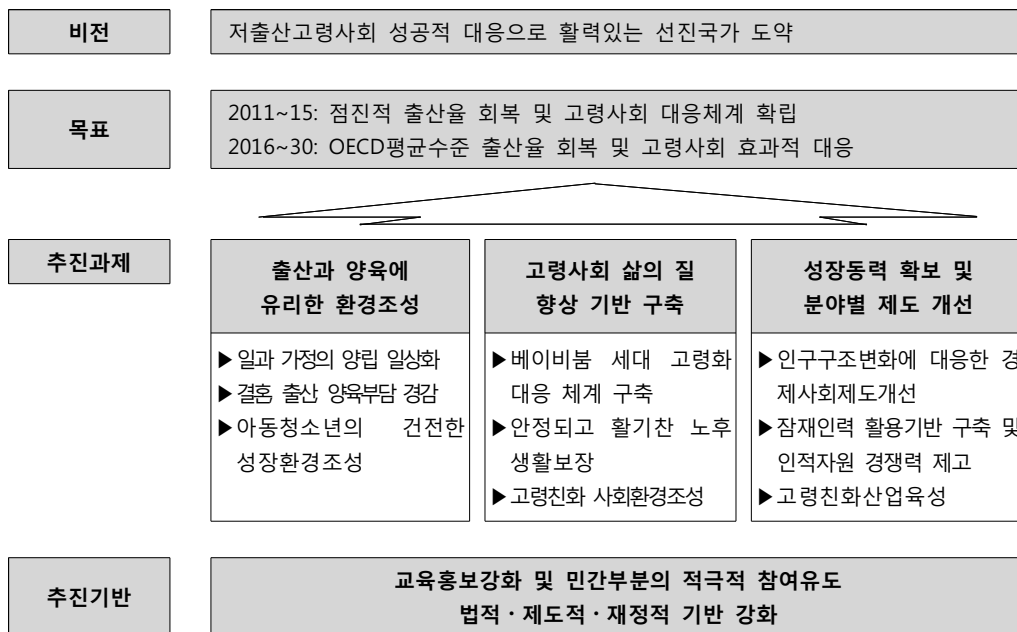 비전
저출산고령사회 성공적 대응으로 활력있는 선진국가 도약
목표
2011~15: 점진적 출산율 회복 및 고령사회 대응체계 확립
2016~30: OECD평균수준 출산율 회복 및 고령사회 효과적 대응
추진과제
출산과 양육에
유리한 환경조성
▶일과 가정의 양립 일상화
▶결혼, 출산, 양육부담 경감
▶아동청소년의 건전한
성장환경조성
고령사회 삶의 질
향상 기반 구축
▶베이비붐 세대 고령화
대응 체계 구축
▶안정되고 활기찬 노후
생활보장
▶고령친화 사회환경조성
성장동력 확보 및
분야별 제도 개선
▶인구구조변화에 대응한 경
제사회제도개선
▶잠재인력 활용기반 구축 및
인적자원 경쟁력 제고
▶고령친화산업육성
추진기반
교육홍보강화 및 민간부분의 적극적 참여유도
법적·제도적·재정적 기반 강화